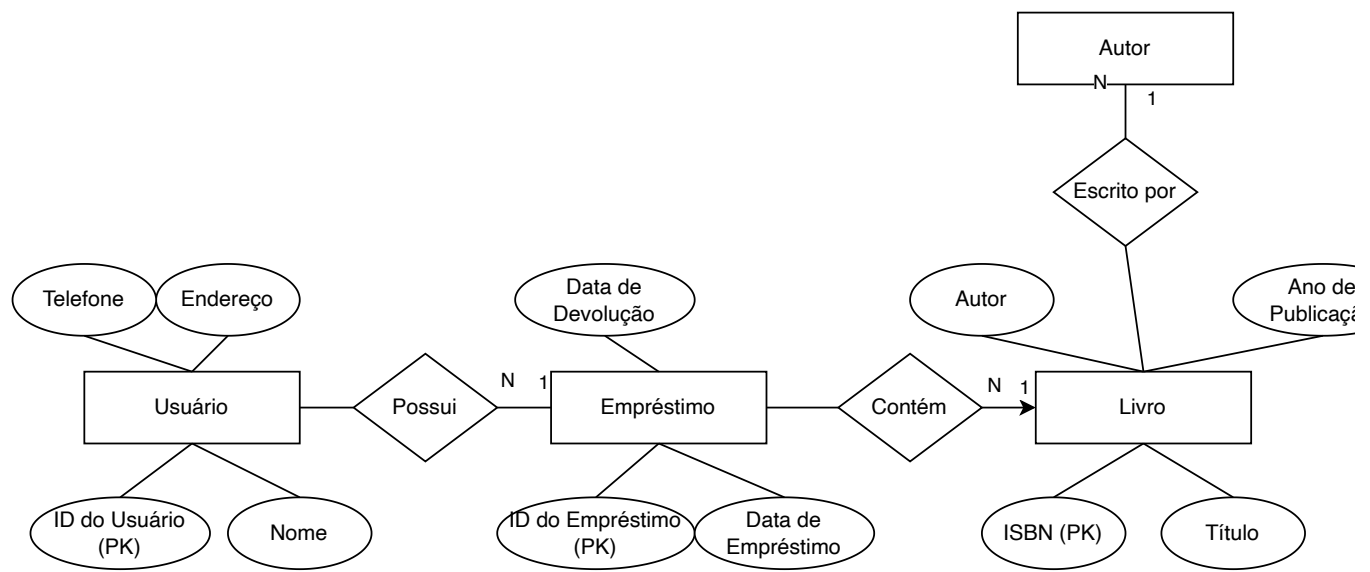 Autor
N
1
Escrito por
Telefone
Endereço
Data de
Devolução
Autor
Ano de
Publicaçã
Usuário
Possui
N
1
Empréstimo
Contém
N
1
Livro
ID do Usuário
(PK)
Nome
ID do Empréstimo
(PK)
Data de
Empréstimo
ISBN (PK)
Título